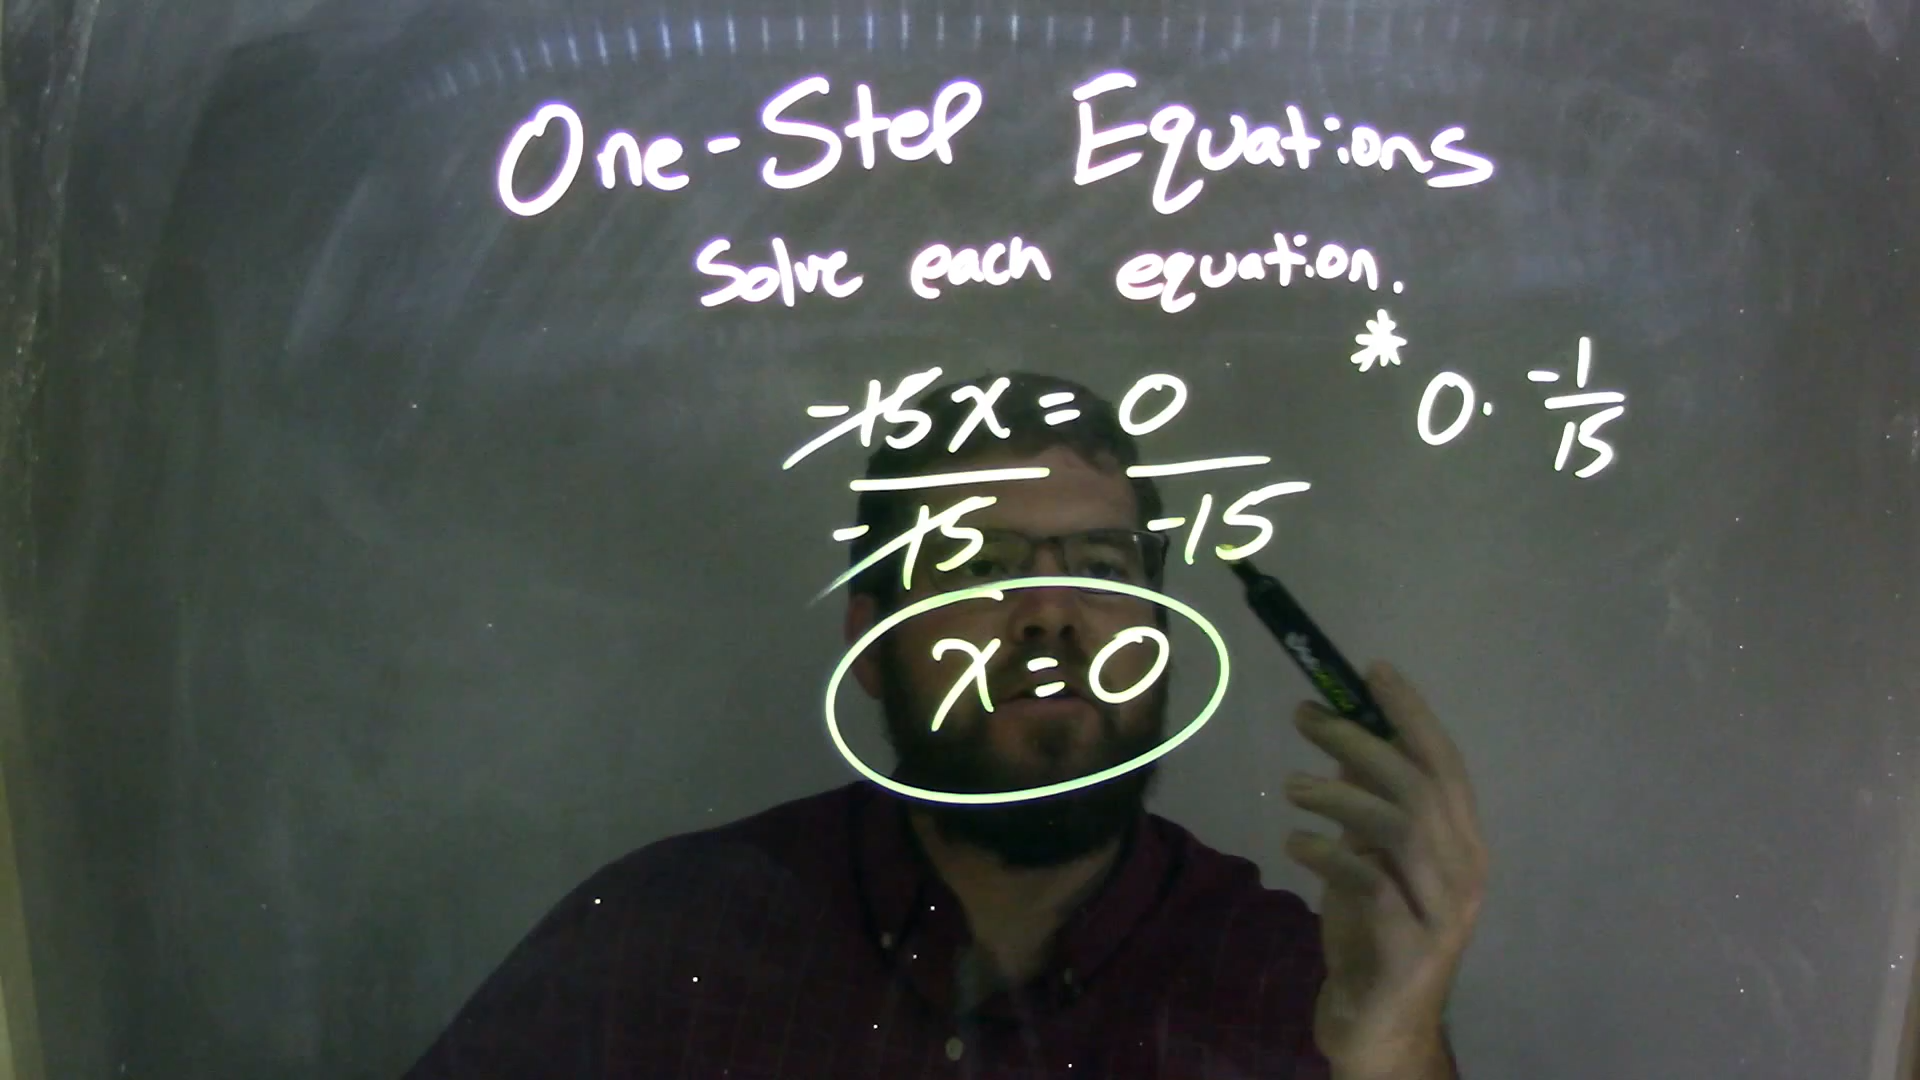 One-Step Equations
Solve each equation.
-15x = 0
-15 -15
x = 0
* 0 · -1/15